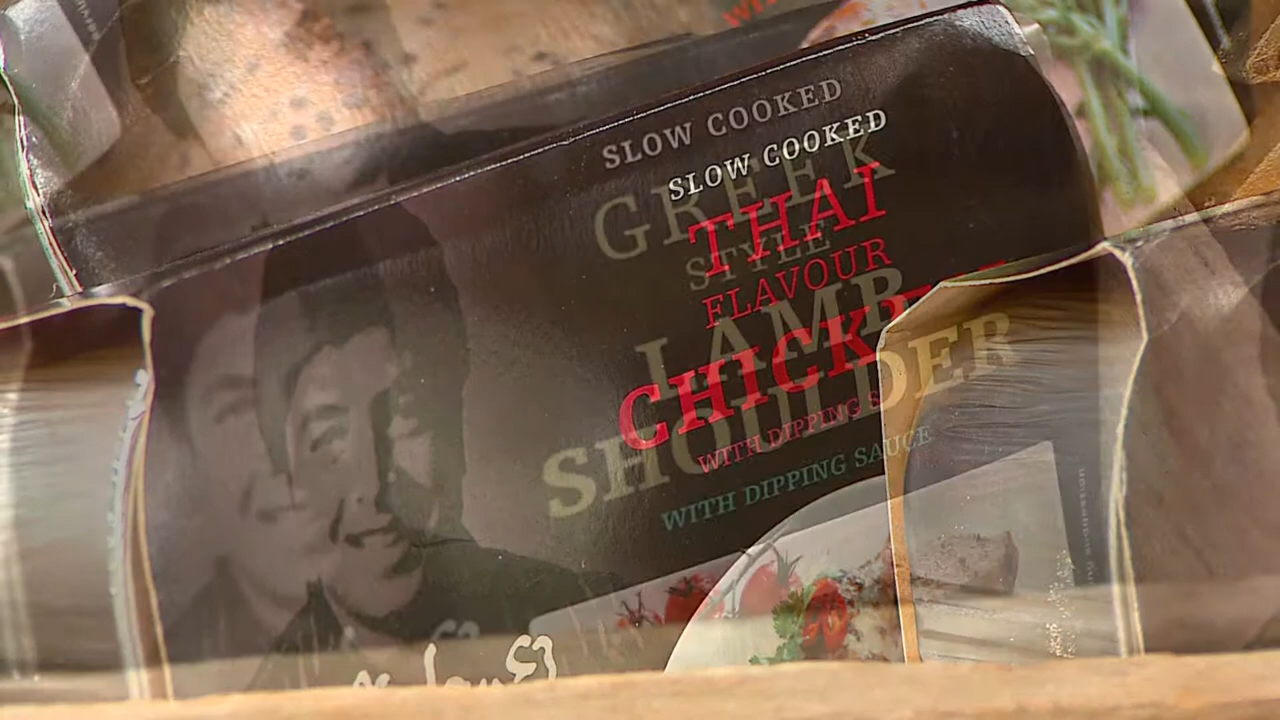 SLOW COOKED
SLOW COOKED
GREEK
THAI
STYLE
FLAVOUR
LAMB
CHICK
SHOULDER
WITH DIPPING S
WITH DIPPING SAUCE